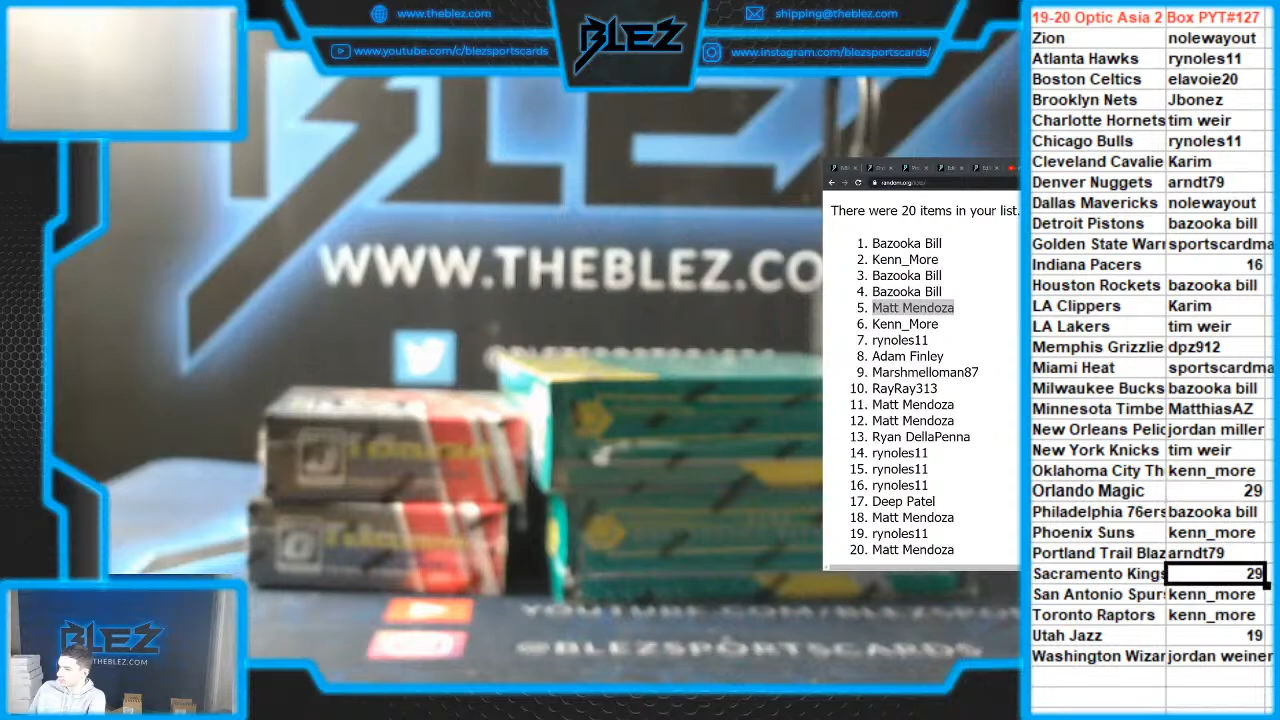 www.theblez.com
www.youtube.com/c/blezsportscards
BLEZ
shipping@theblez.com
www.instagram.com/blezsportscards/
BLEZ
WWW.THEBLEZ.CO
random.org/lists/
There were 20 items in your list.
1. Bazooka Bill
2. Kenn_More
3. Bazooka Bill
4. Bazooka Bill
5. Matt Mendoza
6. Kenn_More
7. rynoles11
8. Adam Finley
9. Marshmelloman87
10. RayRay313
11. Matt Mendoza
12. Matt Mendoza
13. Ryan DellaPenna
14. rynoles11
15. rynoles11
16. rynoles11
17. Deep Patel
18. Matt Mendoza
19. rynoles11
20. Matt Mendoza
YOUTUBE.COM/C/BLEZSPO
@BLEZSPORTSCARDS
BLEZ
THEBLEZ.COM
19-20 Optic Asia 2 Box PYT#127
Zion nolewayout
Atlanta Hawks rynoles11
Boston Celtics elavoie20
Brooklyn Nets Jbonez
Charlotte Hornets tim weir
Chicago Bulls rynoles11
Cleveland Cavalie Karim
Denver Nuggets arndt79
Dallas Mavericks nolewayout
Detroit Pistons bazooka bill
Golden State Warr sportscardma
Indiana Pacers 16
Houston Rockets bazooka bill
LA Clippers Karim
LA Lakers tim weir
Memphis Grizzlie dpz912
Miami Heat sportscardma
Milwaukee Bucks bazooka bill
Minnesota Timbe MatthiasAZ
New Orleans Pelic jordan miller
New York Knicks tim weir
Oklahoma City Th kenn_more
Orlando Magic 29
Philadelphia 76ers bazooka bill
Phoenix Suns kenn_more
Portland Trail Blaz arndt79
Sacramento Kings 29
San Antonio Spurs kenn_more
Toronto Raptors kenn_more
Utah Jazz 19
Washington Wizar jordan weiner